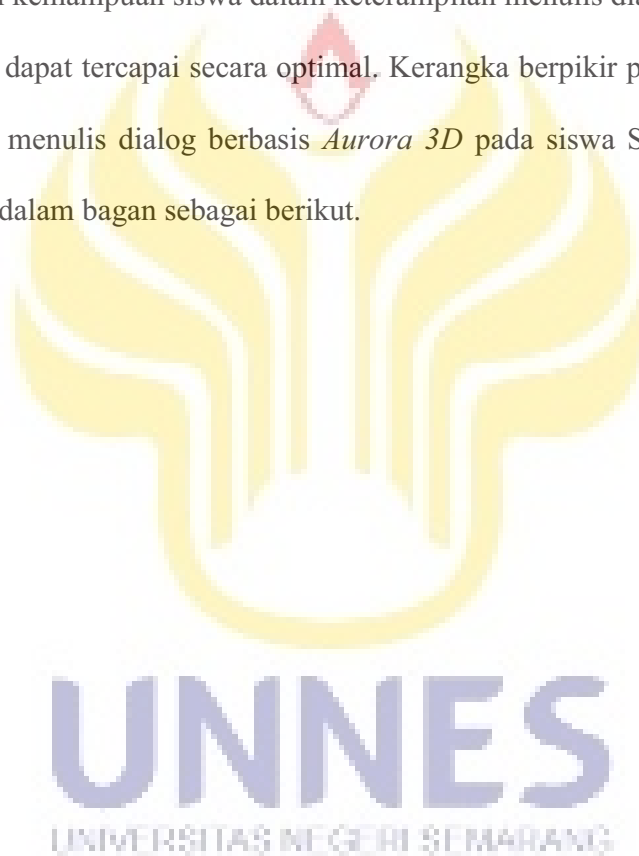 kemampuan siswa dalam keterampilan menulis
dapat tercapai secara optimal. Kerangka berpikir
menulis dialog berbasis Aurora 3D pada siswa
dalam bagan sebagai berikut.
UNNES
UNIVERSITAS NEGERI SEMARANG